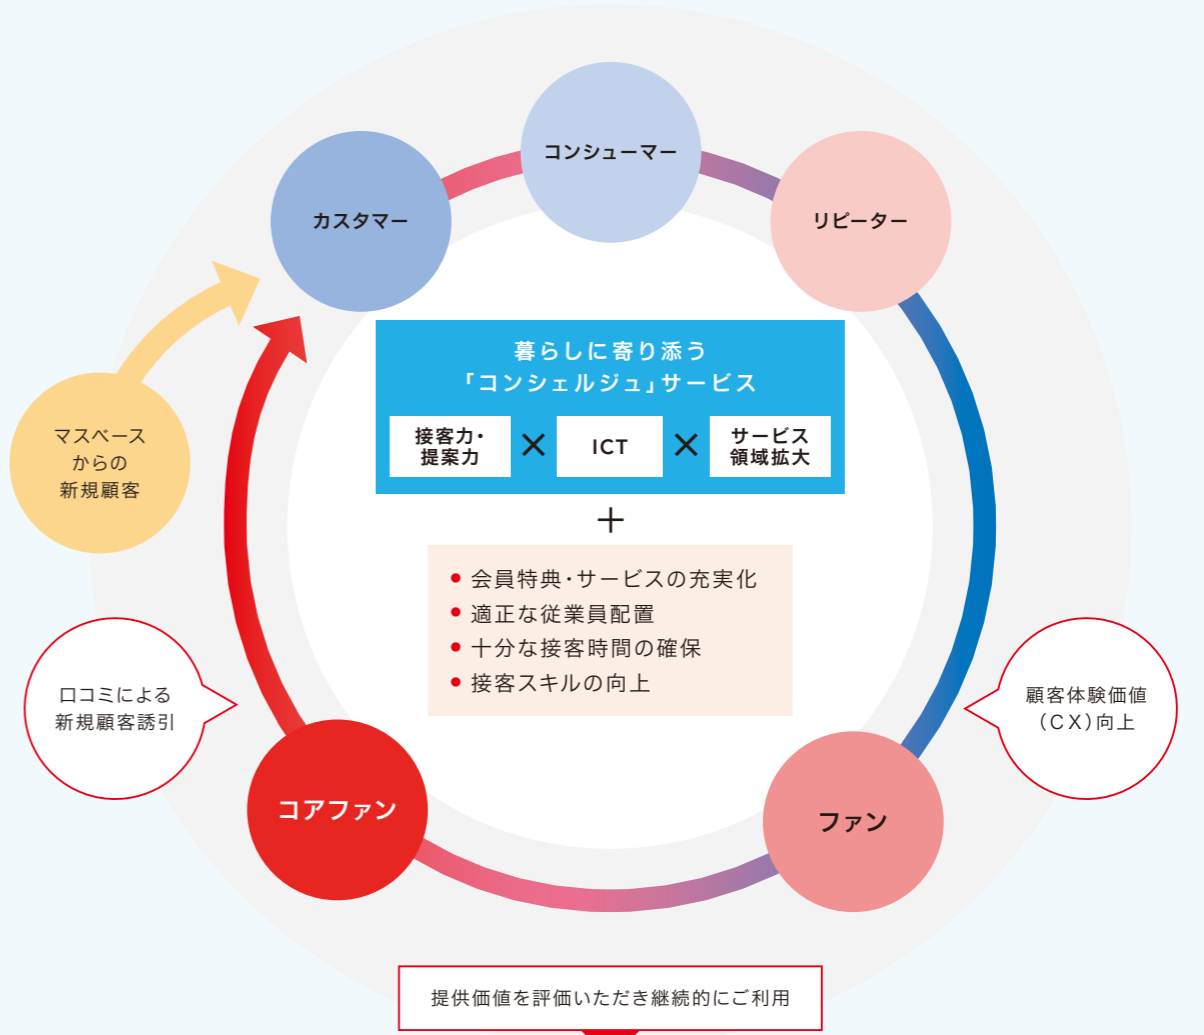 コンシューマー
カスタマー
リピーター
暮らしに寄り添う
「コンシェルジュ」サービス
接客力・
提案力
×
ICT
×
サービス
領域拡大
マスベース
からの
新規顧客
＋
●会員特典・サービスの充実化
●適正な従業員配置
●十分な接客時間の確保
●接客スキルの向上
口コミによる
新規顧客誘引
顧客体験価値
（CX）向上
コアファン
ファン
提供価値を評価いただき継続的にご利用